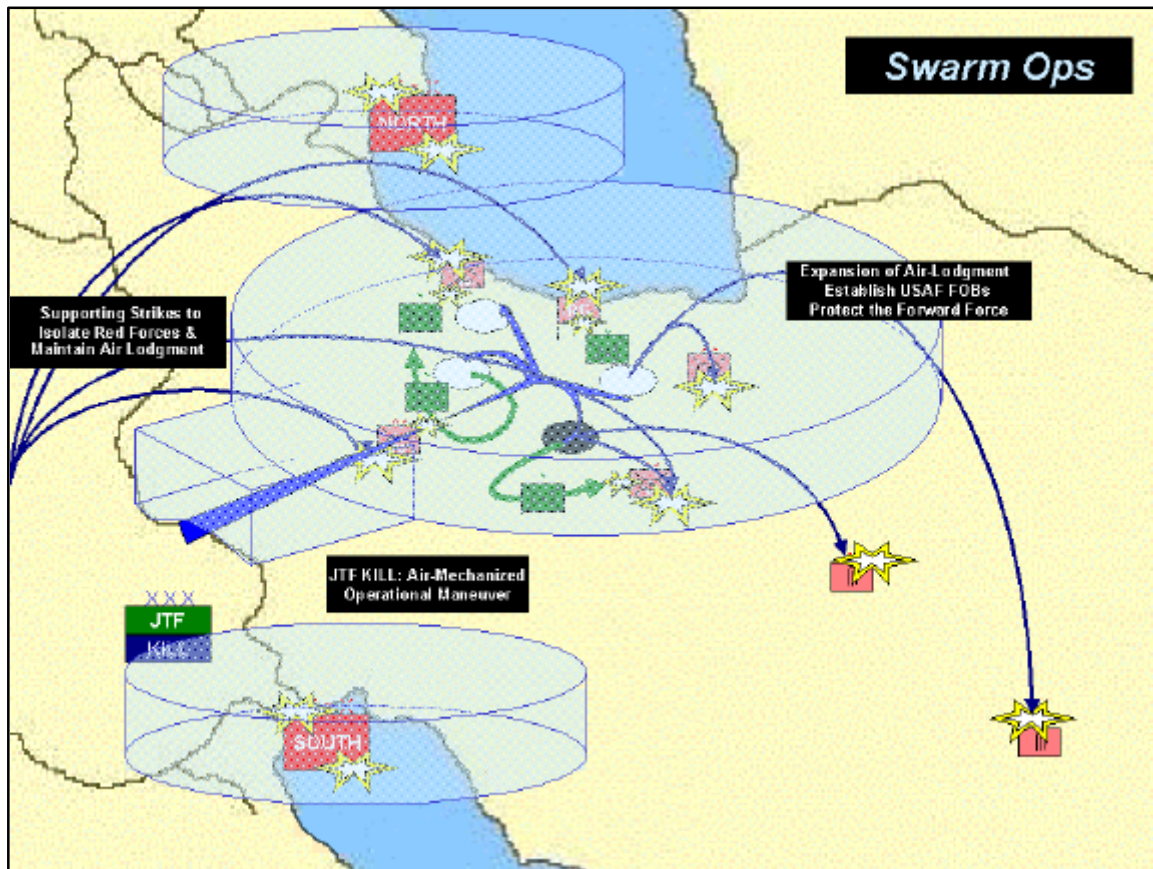 Swarm Ops
NORTH
Expansion of Air-Lodgment
Establish USAF FOBs
Protect the Forward Force
Supporting Strikes to
Isolate Red Forces &
Maintain Air Lodgment
JTF KILL: Air-Mechanized
Operational Maneuver
XXX
JTF
KILL
SOUTH